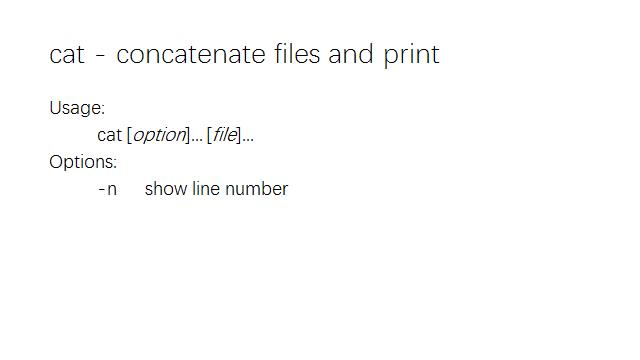 cat - concatenate files and print
Usage:
cat [option]... [file]...
Options:
-n show line number